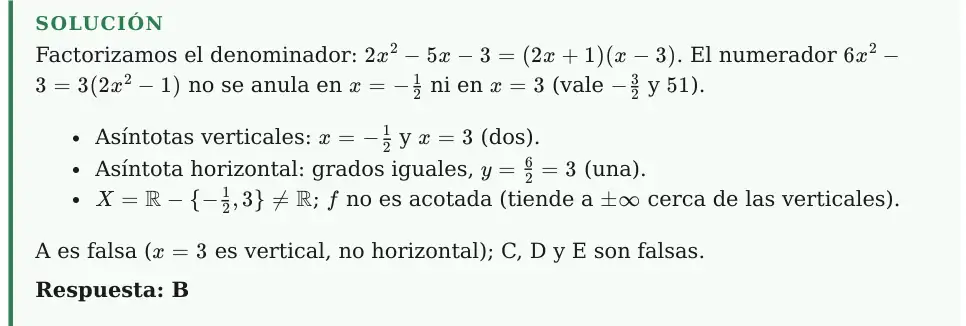 SOLUCIÓN
Factorizamos el denominador: 2x² − 5x − 3 = (2x + 1)(x − 3). El numerador 6x² −
3 = 3(2x² − 1) no se anula en x = −1/2 ni en x = 3 (vale −3/2 y 51).
• Asíntotas verticales: x = −1/2 y x = 3 (dos).
• Asíntota horizontal: grados iguales, y = 6/2 = 3 (una).
• X = ℝ − {−1/2, 3} ≠ ℝ; f no es acotada (tiende a ±∞ cerca de las verticales).
A es falsa (x = 3 es vertical, no horizontal); C, D y E son falsas.
Respuesta: B